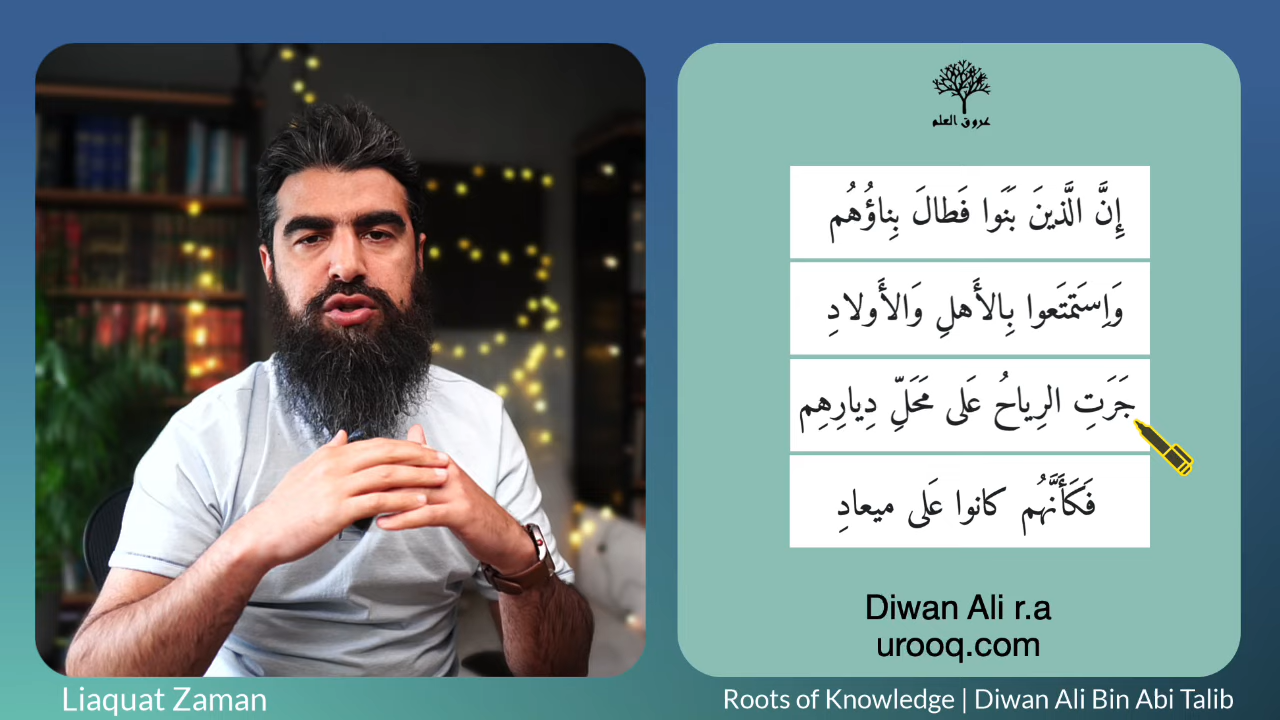 عروق العلم
إِنَّ الَّذينَ بَنَوا فَطالَ بِناؤُهُم
وَاِستَمتَعوا بِالأَهلِ وَالأَولادِ
جَرَتِ الرِياحُ عَلى مَحَلِّ دِيارِهِم
فَكَأَنَّهُم كانوا عَلى ميعادِ
Diwan Ali r.a
urooq.com
Liaquat Zaman
Roots of Knowledge | Diwan Ali Bin Abi Talib